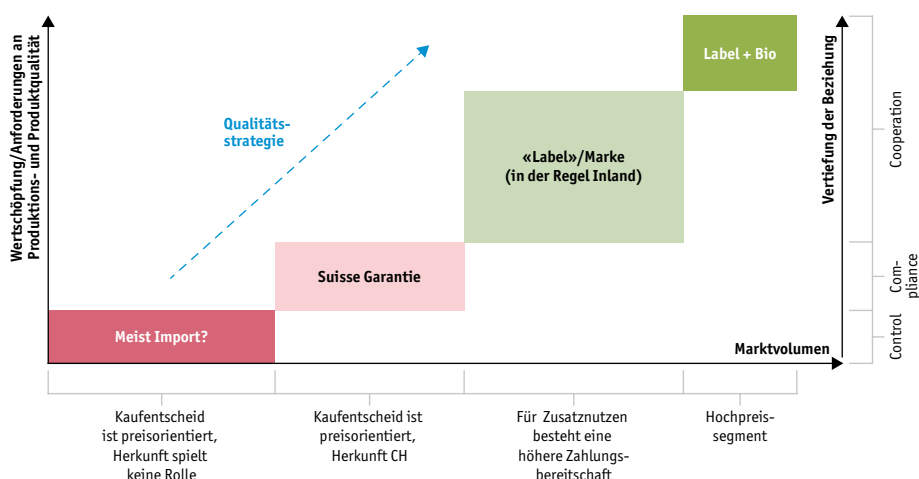 Wertschöpfung/Anforderungen an
Produktions- und Produktqualität
Qualitäts-
strategie
Label + Bio
«Label»/Marke
(in der Regel Inland)
Suisse Garantie
Meist Import?
Marktvolumen
Vertiefung der Beziehung
Cooperation
Com-
pliance
Control
Kaufentscheid
ist preisorientiert,
Herkunft spielt
keine Rolle
Kaufentscheid ist
preisorientiert,
Herkunft CH
Für Zusatznutzen
besteht eine
höhere Zahlungs-
bereitschaft
Hochpreis-
segment